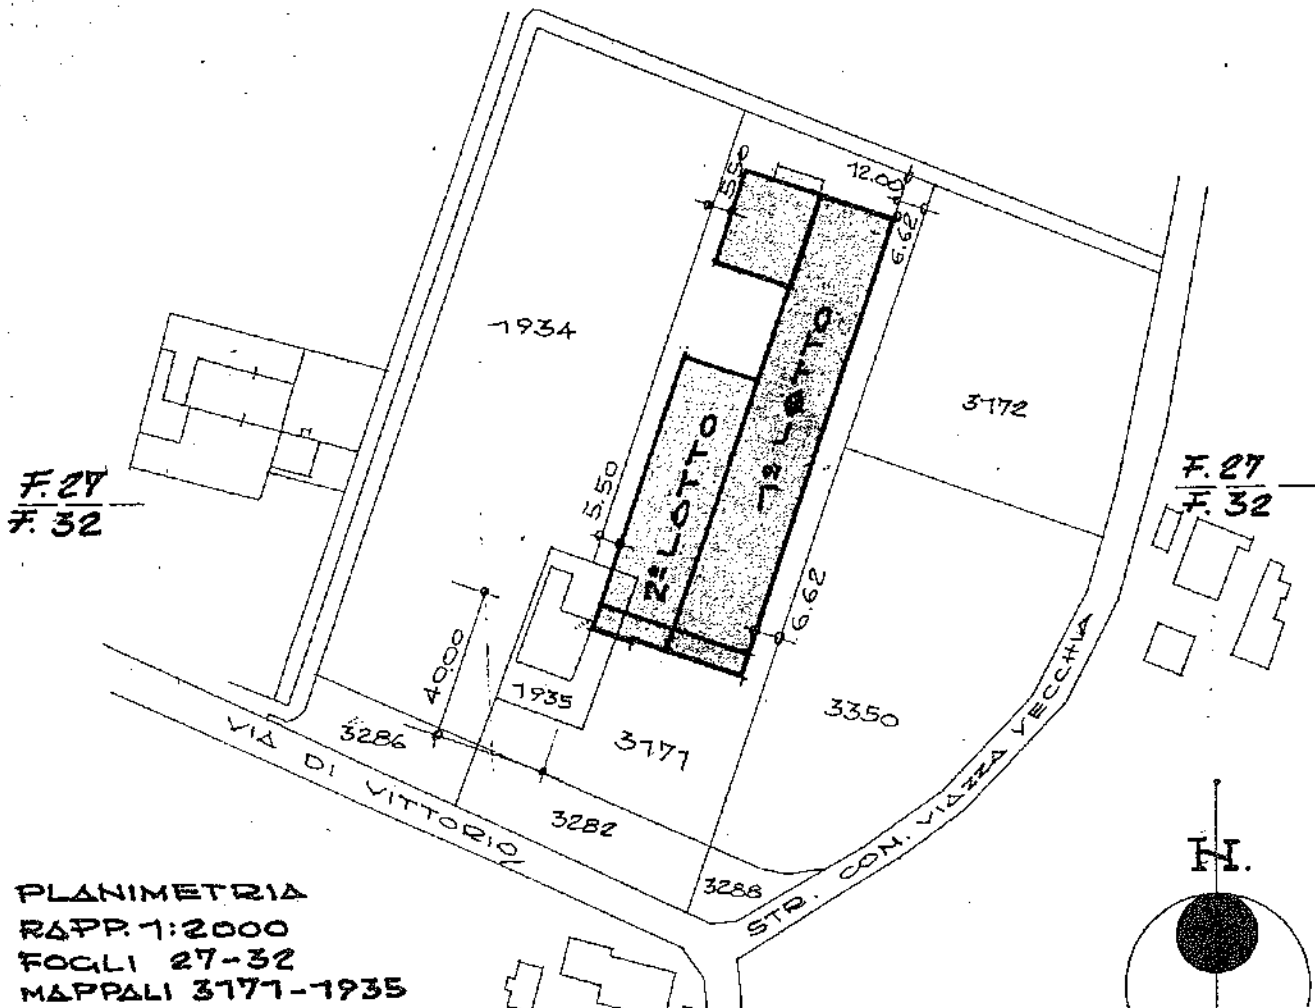 5.50
12.00
6.62
1934
1º LOTTO
3172
F. 27
F. 32
F. 27
F. 32
5.50
2º LOTTO
6.62
40.00
1935
3350
3286
3171
VIA DI VITTORIO
3282
STR. COM. VIAZZA VECCHIA
3288
N.
PLANIMETRIA
RAPP. 1:2000
FOGLI 27-32
MAPPALI 3171-1935